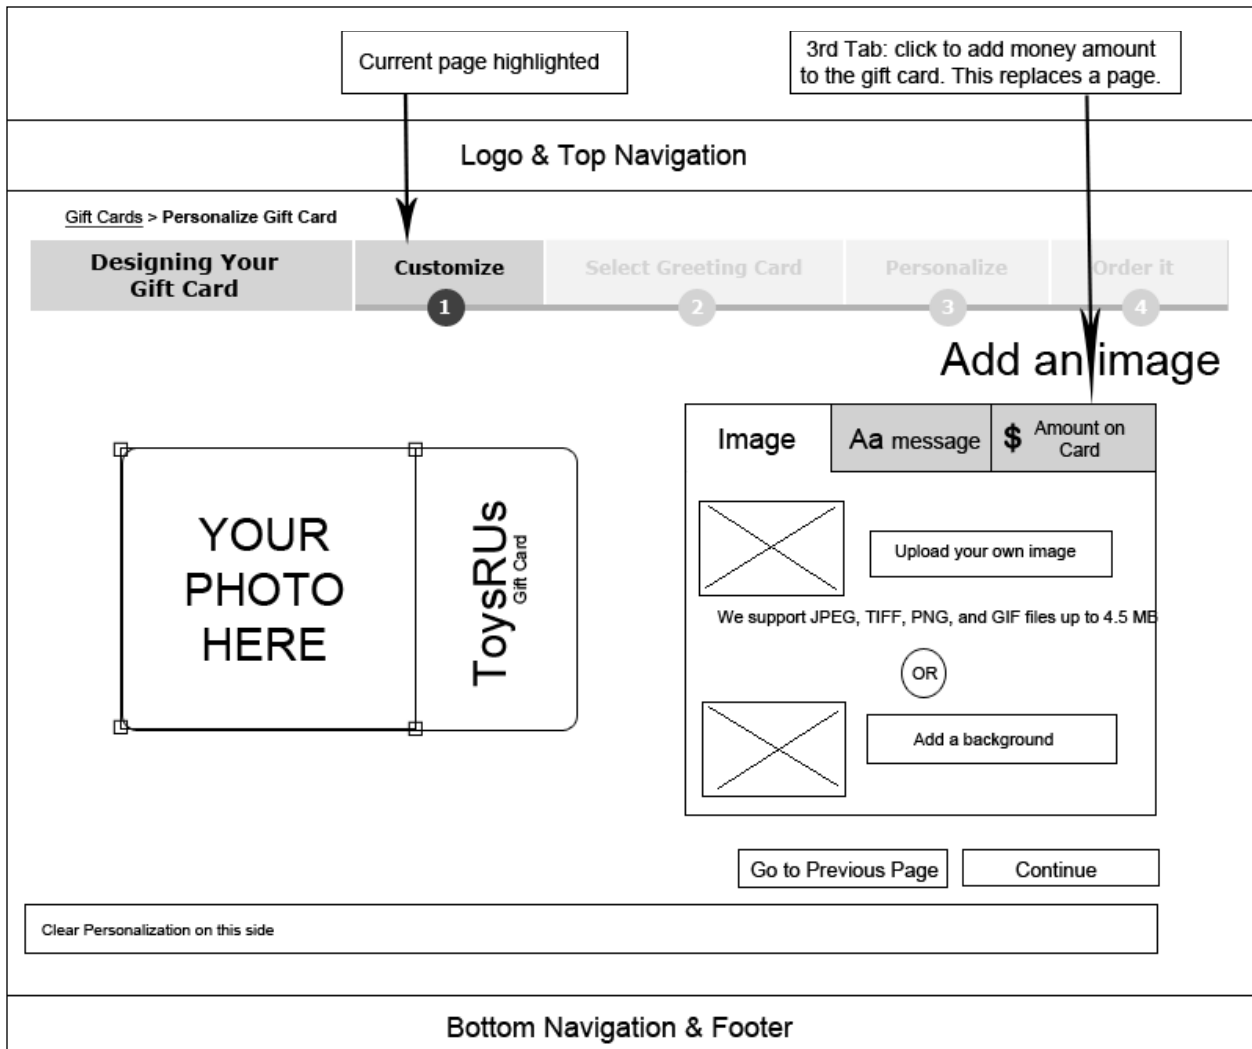 Current page highlighted
3rd Tab: click to add money amount
to the gift card. This replaces a page.
Logo & Top Navigation
Gift Cards > Personalize Gift Card
Designing Your
Gift Card
Customize
1
Select Greeting Card
2
Personalize
3
Order it
4
Add an image
YOUR
PHOTO
HERE
ToysRUs
Gift Card
Image
Aa message
$ Amount on
Card
Upload your own image
We support JPEG, TIFF, PNG, and GIF files up to 4.5 MB
OR
Add a background
Go to Previous Page
Continue
Clear Personalization on this side
Bottom Navigation & Footer